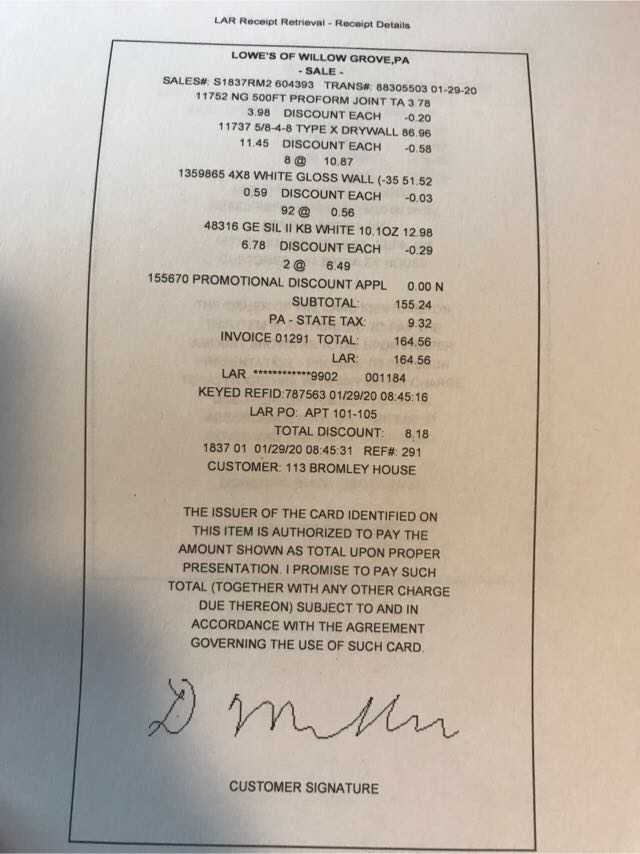 LAR Receipt Retrieval - Receipt Details
LOWE'S OF WILLOW GROVE,PA
- SALE -
SALES#: S1837RM2 604393 TRANS#: 88305503 01-29-20
11752 NG 500FT PROFORM JOINT TA 3.78
3.98 DISCOUNT EACH -0.20
11737 5/8-4-8 TYPE X DRYWALL 86.96
11.45 DISCOUNT EACH -0.58
8 @ 10.87
1359865 4X8 WHITE GLOSS WALL (-35 51.52
0.59 DISCOUNT EACH -0.03
92 @ 0.56
48316 GE SIL II KB WHITE 10.1OZ 12.98
6.78 DISCOUNT EACH -0.29
2 @ 6.49
155670 PROMOTIONAL DISCOUNT APPL 0.00 N
SUBTOTAL: 155.24
PA - STATE TAX: 9.32
INVOICE 01291 TOTAL: 164.56
LAR: 164.56
LAR ************9902 001184
KEYED REFID:787563 01/29/20 08:45:16
LAR PO: APT 101-105
TOTAL DISCOUNT: 8.18
1837 01 01/29/20 08:45:31 REF#: 291
CUSTOMER: 113 BROMLEY HOUSE
THE ISSUER OF THE CARD IDENTIFIED ON
THIS ITEM IS AUTHORIZED TO PAY THE
AMOUNT SHOWN AS TOTAL UPON PROPER
PRESENTATION. I PROMISE TO PAY SUCH
TOTAL (TOGETHER WITH ANY OTHER CHARGE
DUE THEREON) SUBJECT TO AND IN
ACCORDANCE WITH THE AGREEMENT
GOVERNING THE USE OF SUCH CARD.
CUSTOMER SIGNATURE